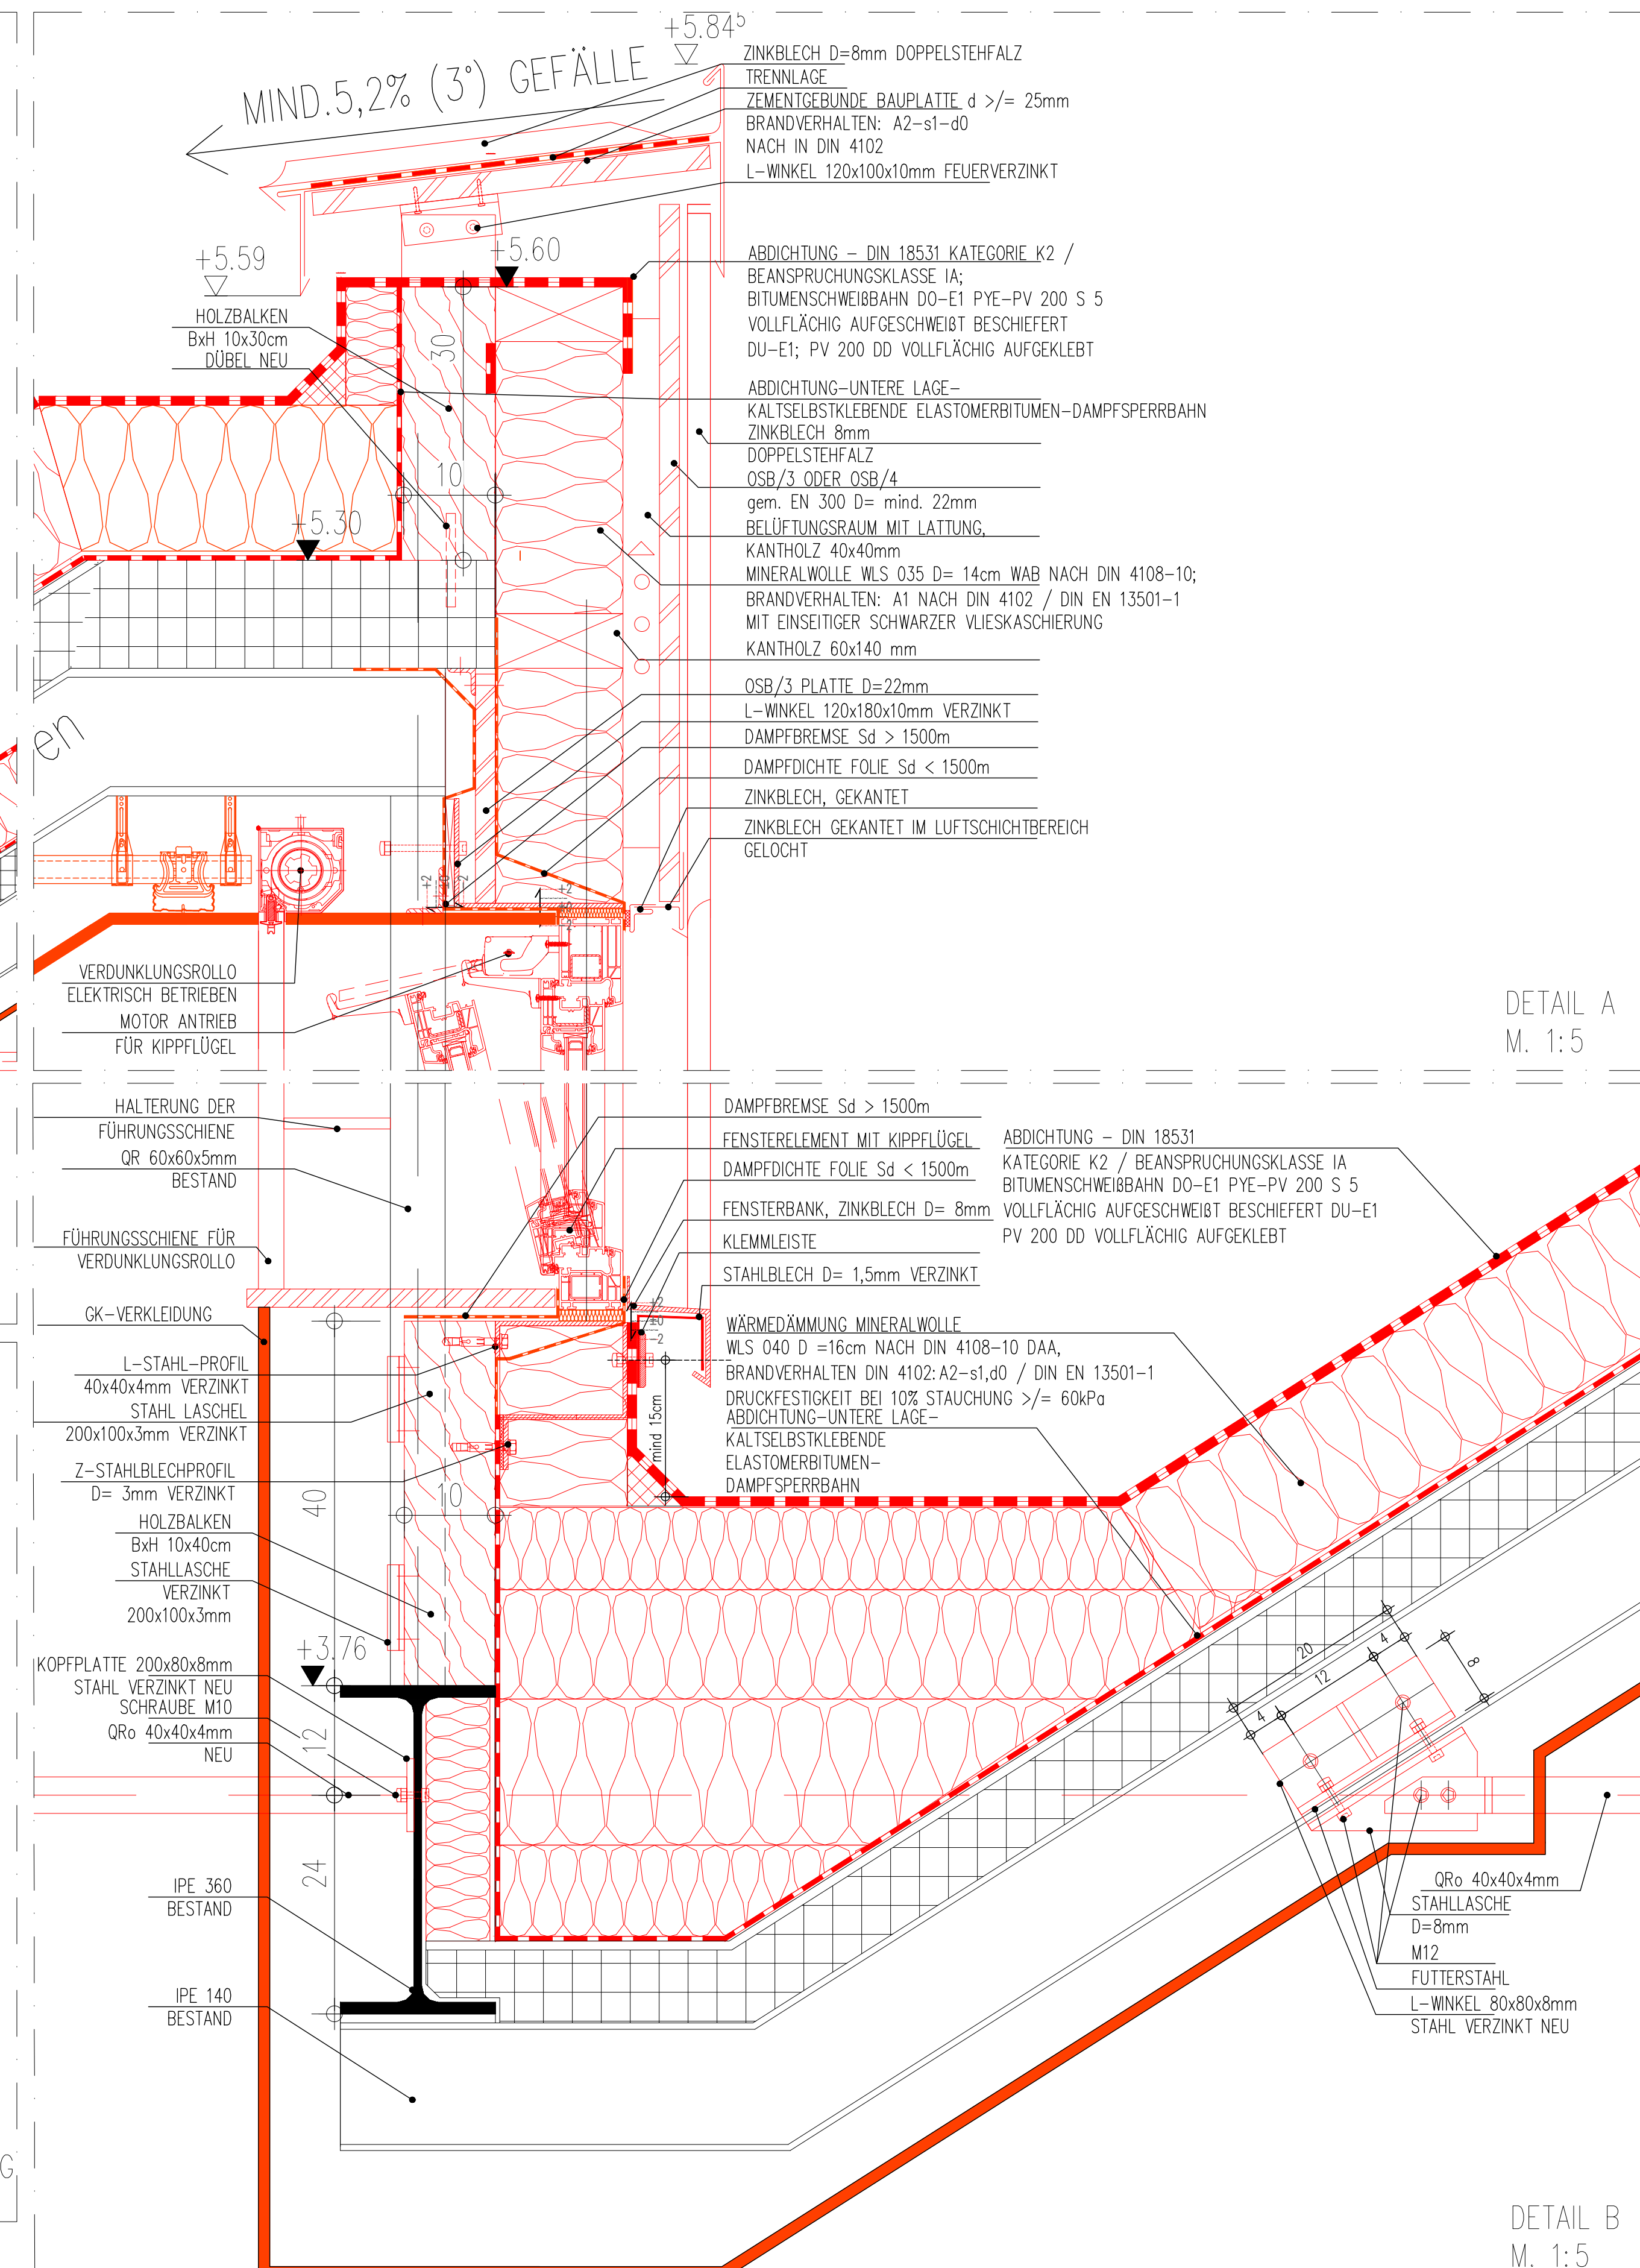 +5.84⁵
MIND.5,2% (3°) GEFÄLLE
ZINKBLECH D=8mm DOPPELSTEHFALZ
TRENNLAGE
ZEMENTGEBUNDE BAUPLATTE d >/= 25mm
BRANDVERHALTEN: A2-s1-d0
NACH IN DIN 4102
L-WINKEL 120x100x10mm FEUERVERZINKT
+5.59
+5.60
ABDICHTUNG - DIN 18531 KATEGORIE K2 /
BEANSPRUCHUNGSKLASSE IA;
BITUMENSCHWEIßBAHN DO-E1 PYE-PV 200 S 5
VOLLFLÄCHIG AUFGESCHWEIßT BESCHIEFERT
DU-E1; PV 200 DD VOLLFLÄCHIG AUFGEKLEBT
HOLZBALKEN
BxH 10x30cm
DÜBEL NEU
30
10
+5.30
ABDICHTUNG-UNTERE LAGE-
KALTSELBSTKLEBENDE ELASTOMERBITUMEN-DAMPFSPERRBAHN
ZINKBLECH 8mm
DOPPELSTEHFALZ
OSB/3 ODER OSB/4
gem. EN 300 D= mind. 22mm
BELÜFTUNGSRAUM MIT LATTUNG,
KANTHOLZ 40x40mm
MINERALWOLLE WLS 035 D= 14cm WAB NACH DIN 4108-10;
BRANDVERHALTEN: A1 NACH DIN 4102 / DIN EN 13501-1
MIT EINSEITIGER SCHWARZER VLIESKASCHIERUNG
KANTHOLZ 60x140 mm
OSB/3 PLATTE D=22mm
L-WINKEL 120x180x10mm VERZINKT
DAMPFBREMSE Sd > 1500m
DAMPFDICHTE FOLIE Sd < 1500m
ZINKBLECH, GEKANTET
ZINKBLECH GEKANTET IM LUFTSCHICHTBEREICH
GELOCHT
en
+2
±0
-2
+2
±0
-2
VERDUNKLUNGSROLLO
ELEKTRISCH BETRIEBEN
MOTOR ANTRIEB
FÜR KIPPFLÜGEL
DETAIL A
M. 1:5
HALTERUNG DER
FÜHRUNGSSCHIENE
QR 60x60x5mm
BESTAND
FÜHRUNGSSCHIENE FÜR
VERDUNKLUNGSROLLO
GK-VERKLEIDUNG
L-STAHL-PROFIL
40x40x4mm VERZINKT
STAHL LASCHEL
200x100x3mm VERZINKT
Z-STAHLBLECHPROFIL
D= 3mm VERZINKT
HOLZBALKEN
BxH 10x40cm
STAHLLASCHE
VERZINKT
200x100x3mm
DAMPFBREMSE Sd > 1500m
FENSTERELEMENT MIT KIPPFLÜGEL
DAMPFDICHTE FOLIE Sd < 1500m
FENSTERBANK, ZINKBLECH D= 8mm
KLEMMLEISTE
STAHLBLECH D= 1,5mm VERZINKT
ABDICHTUNG - DIN 18531
KATEGORIE K2 / BEANSPRUCHUNGSKLASSE IA
BITUMENSCHWEIßBAHN DO-E1 PYE-PV 200 S 5
VOLLFLÄCHIG AUFGESCHWEIßT BESCHIEFERT DU-E1
PV 200 DD VOLLFLÄCHIG AUFGEKLEBT
+2
±0
-2
WÄRMEDÄMMUNG MINERALWOLLE
WLS 040 D =16cm NACH DIN 4108-10 DAA,
BRANDVERHALTEN DIN 4102: A2-s1,d0 / DIN EN 13501-1
DRUCKFESTIGKEIT BEI 10% STAUCHUNG >/= 60kPa
ABDICHTUNG-UNTERE LAGE-
KALTSELBSTKLEBENDE
ELASTOMERBITUMEN-
DAMPFSPERRBAHN
mind 15cm
40
10
+3.76
KOPFPLATTE 200x80x8mm
STAHL VERZINKT NEU
SCHRAUBE M10
QRo 40x40x4mm
NEU
12
24
IPE 360
BESTAND
IPE 140
BESTAND
20
4
12
4
8
QRo 40x40x4mm
STAHLLASCHE
D=8mm
M12
FUTTERSTAHL
L-WINKEL 80x80x8mm
STAHL VERZINKT NEU
G
DETAIL B
M. 1:5